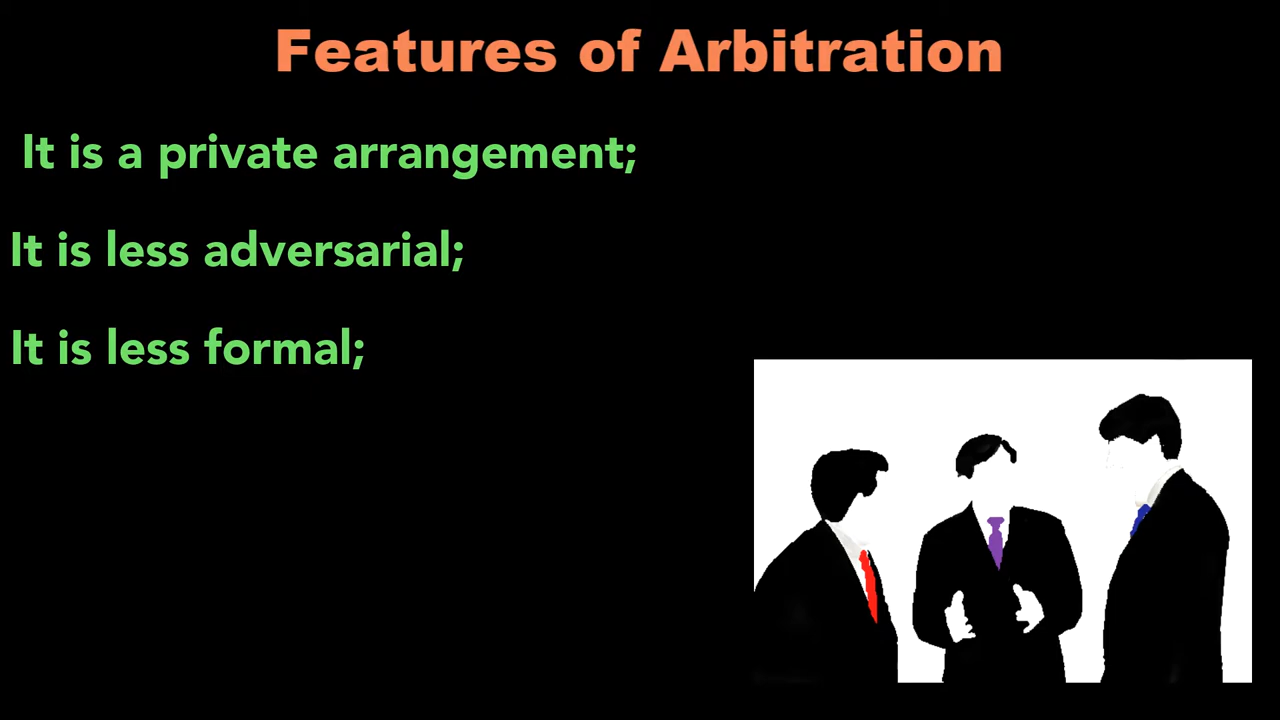 Features of Arbitration
It is a private arrangement;
It is less adversarial;
It is less formal;